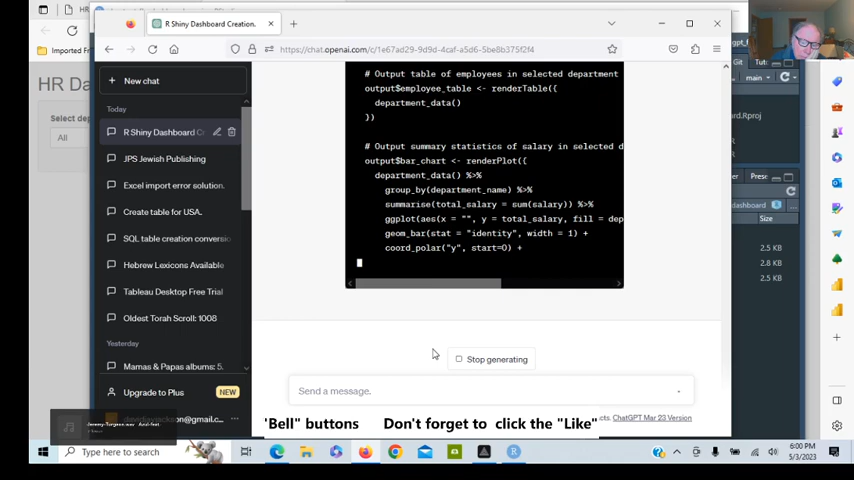 R Shiny Dashboard Creation.
https://chat.openai.com/c/1e67ad29-9d9d-4caf-a5d6-5be8b375f2f4
Imported Fr
HR Da
Select de
All
New chat
Today
R Shiny Dashboard Cr
JPS Jewish Publishing
Excel import error solution.
Create table for USA.
SQL table creation conversio
Hebrew Lexicons Available
Tableau Desktop Free Trial
Oldest Torah Scroll: 1008
Yesterday
Mamas & Papas albums: 5.
Upgrade to Plus
NEW
# Output table of employees in selected department
output$employee_table <- renderTable({
department_data()
})
# Output summary statistics of salary in selected d
output$bar_chart <- renderPlot({
department_data() %>%
group_by(department_name) %>%
summarise(total_salary = sum(salary)) %>%
ggplot(aes(x = "", y = total_salary, fill = dep
geom_bar(stat = "identity", width = 1) +
coord_polar("y", start=0) +
Stop generating
Send a message.
cts. ChatGPT Mar 23 Version
'Bell" buttons Don't forget to click the "Like"
main
ard.Rproj
Prese
dashboard
Size
2.5 KB
2.8 KB
2.5 KB
Type here to search
6:00 PM
5/3/2023